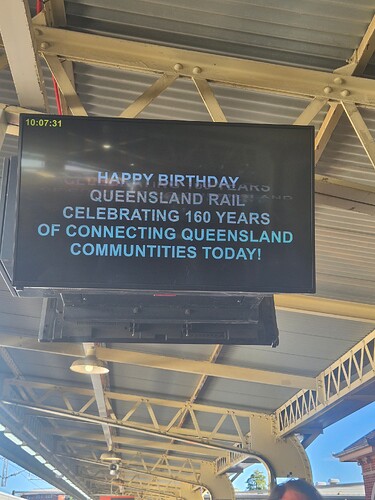 10:07:31
HAPPY BIRTHDAY
QUEENSLAND RAIL
CELEBRATING 160 YEARS
OF CONNECTING QUEENSLAND
COMMUNTITIES TODAY!